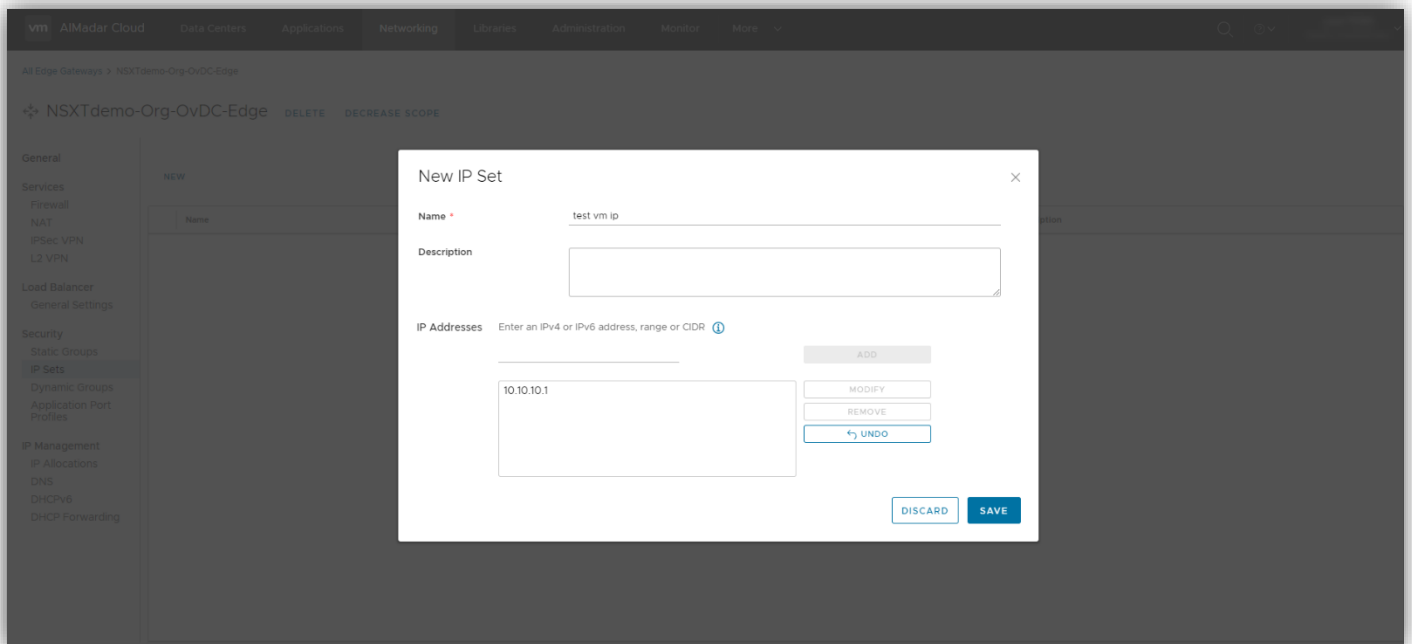 vm AlMadar Cloud Data Centers Applications Networking Libraries Administration Monitor More
All Edge Gateways > NSXTdemo-Org-OvDC-Edge
NSXTdemo-Org-OvDC-Edge DELETE DECREASE SCOPE
General
Services
Firewall
NAT
IPSec VPN
L2 VPN
Load Balancer
General Settings
Security
Static Groups
IP Sets
Dynamic Groups
Application Port
Profiles
IP Management
IP Allocations
DNS
DHCPv6
DHCP Forwarding
NEW
Name
New IP Set
Name * test vm ip
Description
IP Addresses Enter an IPv4 or IPv6 address, range or CIDR
ADD
10.10.10.1
MODIFY
REMOVE
UNDO
DISCARD SAVE